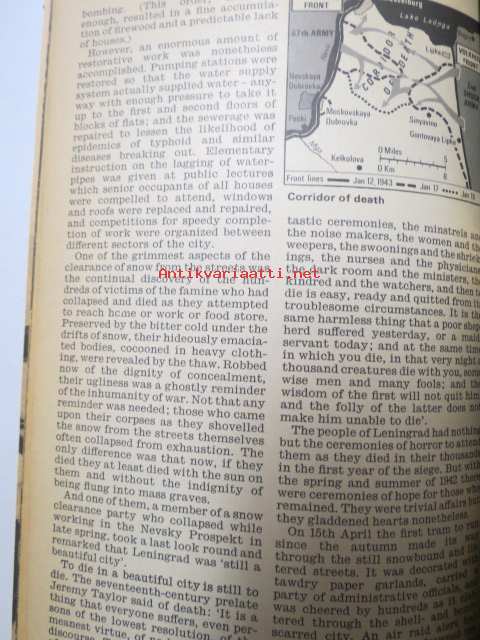 bombing. (This order,
enough, resulted in a fine accumula-
tion of firewood and a predictable lack
of houses.')
However, an enormous amount of
restorative work was nonetheless
accomplished. Pumping stations were
restored so that the water supply
system actually supplied water – any-
way with enough pressure to take it
up to the first and second floors of
blocks of flats; and the sewerage was
repaired to lessen the likelihood of
epidemics of typhoid and similar
diseases breaking out. Elementary
instruction on the lagging of water-
pipes was given at public lectures
which senior occupants of all houses
were compelled to attend, windows
and roofs were replaced and repaired,
and competitions for speedy comple-
tion of work were organized between
different sectors of the city.
One of the grimmest aspects of the
clearance of snow from the streets was
the continual discovery of the hun-
dreds of victims of the famine who had
collapsed and died as they attempted
to reach home or work or food store.
Preserved by the bitter cold under the
drifts of snow, their hideously emacia-
ted bodies, cocooned in heavy cloth-
ing, were revealed by the thaw. Robbed
now of the dignity of concealment,
their ugliness was a ghostly reminder
of the inhumanity of war. Not that any
reminder was needed; those who came
upon their corpses as they shovelled
the snow from the streets themselves
often collapsed from exhaustion. The
only difference was that now, if they
died they at least died with the sun on
them and without the indignity of
being flung into mass graves.
And one of them, a member of a snow
clearance party who collapsed while
working in the Nevsky Prospekt in
late spring, took a last look round and
remarked that Leningrad was 'still a
beautiful city'.
To die in a beautiful city is still to
die. The seventeenth-century prelate
Jeremy Taylor said of death: 'It is a
thing that everyone suffers, even per-
sons of the lowest resolution, of the
meanest virtue, of no
discourse
FRONT
67th ARMY
Lake Ladoga
CORRIDOR
OF DEATH
Nevskaya
Dubrovka
Moskovskaya
Dubrovka
Sinyavino
Gontovaya Lipka
Kelkolova
0 Miles 5
0 Km 8
Front lines Jan 12, 1943 Jan 13 Jan 18
Corridor of death
tastic ceremonies, the minstrels and
the noise makers, the women and the
weepers, the swoonings and the shriek-
ings, the nurses and the physicians,
the dark room and the ministers, the
kindred and the watchers, and then to
die is easy, ready and quitted from its
troublesome circumstances. It is the
same harmless thing that a poor shep-
herd suffered yesterday, or a maid
servant today; and at the same time
in which you die, in that very night a
thousand creatures die with you, some
wise men and many fools; and the
wisdom of the first will not quit him
and the folly of the latter does not
make him unable to die'.
The people of Leningrad had nothing
but the ceremonies of horror to attend
them as they died in their thousands
in the first year of the siege. But with
the spring and summer of 1942 there
were ceremonies of hope for those who
remained. They were trivial affairs but
they gladdened hearts nonetheless.
On 15th April the first tram to run
since the autumn made its way
through the still snowbound and lit-
tered streets. It was decorated with
tawdry paper garlands, carried a
party of administrative officials, and
was cheered by hundreds as it
tered through the shell- and bomb-
scarred city. An air raid alert
Antikvariaatti.net